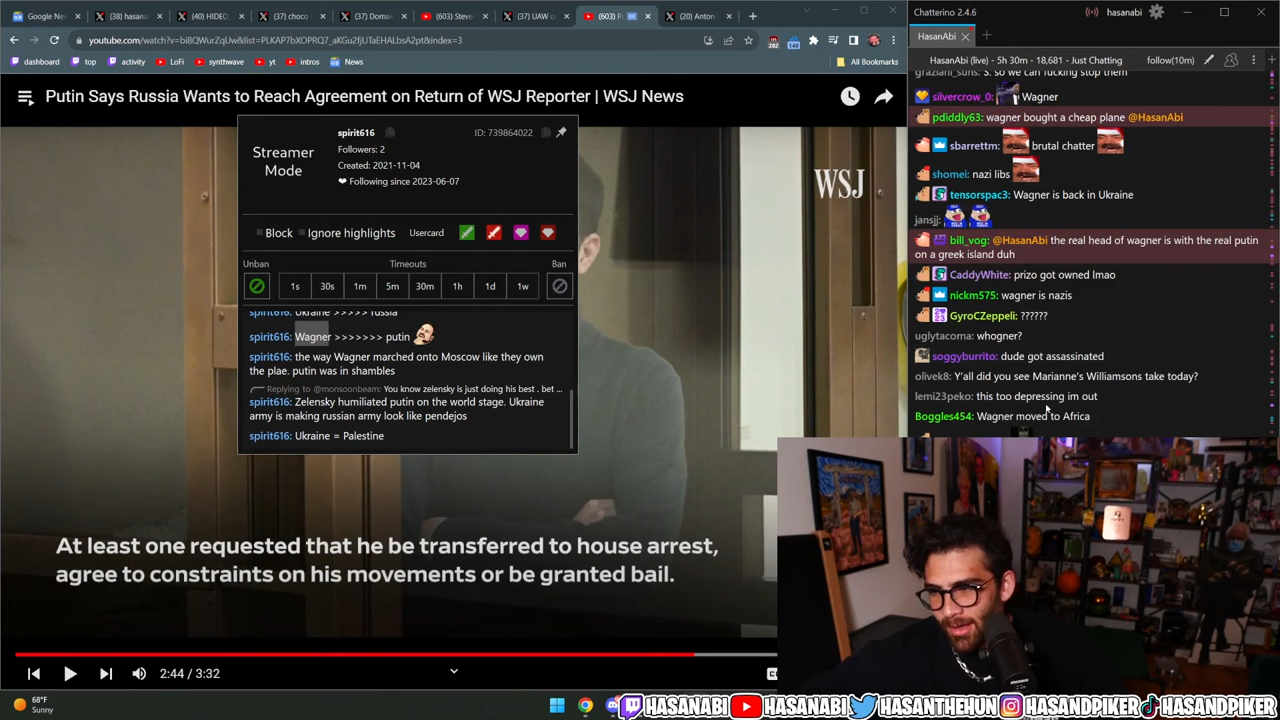 Google Ne
(38) hasana
(40) HIDEO
(37) choco
(37) Doma
(603) Steve
(37) UAW c
(603) P
(20) Anton
youtube.com/watch?v=bi8QWurZqUw&list=PLKAP7bXOPRQ7_aKGu2fjUTaEHALbsA2pt&index=3
282
140
dashboard
top
activity
LoFi
synthwave
yt
intros
News
All Bookmarks
Putin Says Russia Wants to Reach Agreement on Return of WSJ Reporter | WSJ News
WSJ
Streamer
Mode
spirit616
ID: 739864022
Followers: 2
Created: 2021-11-04
❤ Following since 2023-06-07
Block
Ignore highlights
Usercard
Unban
Timeouts
Ban
1s
30s
1m
5m
30m
1h
1d
1w
spirit616: Ukraine >>>>> russia
spirit616: Wagner >>>>>>> putin
spirit616: the way Wagner marched onto Moscow like they own
the plae. putin was in shambles
Replying to @monsoonbeam: You know zelensky is just doing his best . bet ...
spirit616: Zelensky humiliated putin on the world stage. Ukraine
army is making russian army look like pendejos
spirit616: Ukraine = Palestine
At least one requested that he be transferred to house arrest,
agree to constraints on his movements or be granted bail.
2:44 / 3:32
68°F
Sunny
Chatterino 2.4.6
hasanabi
HasanAbi
HasanAbi (live) - 5h 30m - 18,681 - Just Chatting
follow(10m)
graziani_suns: S. so we can fucking stop them
silvercrow_0: Wagner
pdiddly63: wagner bought a cheap plane @HasanAbi
sbarrettm: brutal chatter
shomei: nazi libs
tensorspac3: Wagner is back in Ukraine
jansjj:
bill_vog: @HasanAbi the real head of wagner is with the real putin
on a greek island duh
CaddyWhite: prizo got owned lmao
nickm575: wagner is nazis
GyroCZeppeli: ??????
uglytacoma: whogner?
soggyburrito: dude got assassinated
olivek8: Y'all did you see Marianne's Williamsons take today?
lemi23peko: this too depressing im out
Boggles454: Wagner moved to Africa
HASANABI
HASANABI
HASANTHEHUN
HASANDPIKER
HASANDPIKER